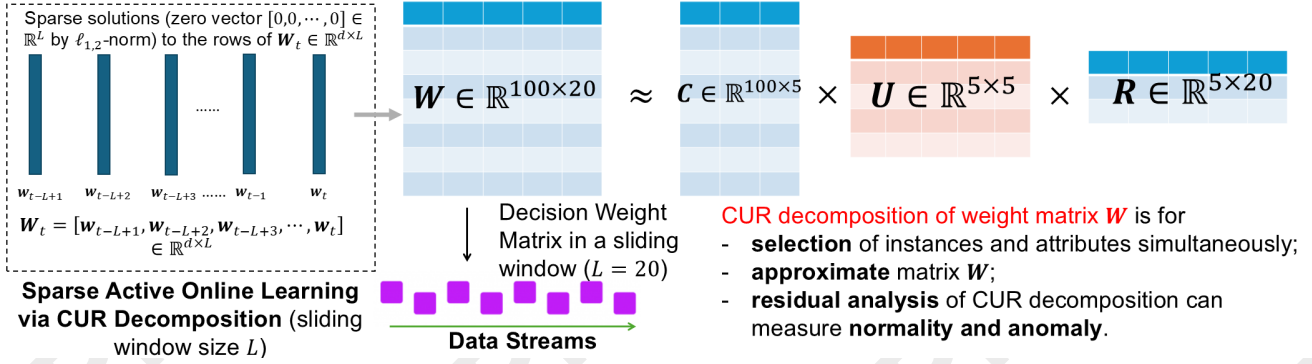 Sparse solutions (zero vector [0,0,⋯,0] ∈
ℝ^L by ℓ_{1,2}-norm) to the rows of W_t ∈ ℝ^{d×L}
......
w_{t−L+1} w_{t−L+2} w_{t−L+3} ...... w_{t−1} w_t
W_t = [w_{t−L+1}, w_{t−L+2}, w_{t−L+3}, ⋯, w_t]
∈ ℝ^{d×L}
Sparse Active Online Learning
via CUR Decomposition (sliding
window size L)
W ∈ ℝ^{100×20} ≈ C ∈ ℝ^{100×5} × U ∈ ℝ^{5×5} × R ∈ ℝ^{5×20}
Decision Weight
Matrix in a sliding
window (L = 20)
Data Streams
CUR decomposition of weight matrix W is for
- selection of instances and attributes simultaneously;
- approximate matrix W;
- residual analysis of CUR decomposition can
measure normality and anomaly.